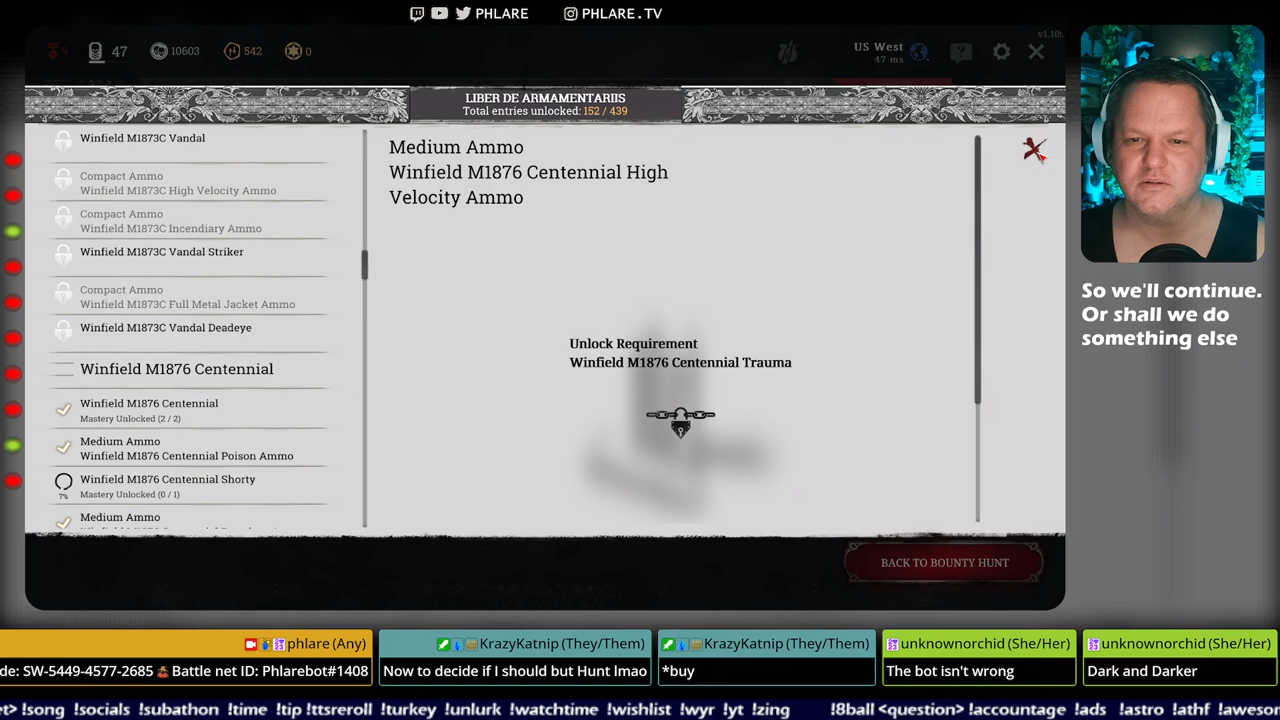 PHLARE
PHLARE.TV
9
47
10603
542
0
US West
47 ms
LIBER DE ARMAMENTARIIS
Total entries unlocked: 152 / 439
Winfield M1873C Vandal
Compact Ammo
Winfield M1873C High Velocity Ammo
Compact Ammo
Winfield M1873C Incendiary Ammo
Winfield M1873C Vandal Striker
Compact Ammo
Winfield M1873C Full Metal Jacket Ammo
Winfield M1873C Vandal Deadeye
Winfield M1876 Centennial
Winfield M1876 Centennial
Mastery Unlocked (2 / 2)
Medium Ammo
Winfield M1876 Centennial Poison Ammo
Winfield M1876 Centennial Shorty
7%
Mastery Unlocked (0 / 1)
Medium Ammo
Medium Ammo
Winfield M1876 Centennial High
Velocity Ammo
Unlock Requirement
Winfield M1876 Centennial Trauma
BACK TO BOUNTY HUNT
So we'll continue.
Or shall we do
something else
phlare (Any)
de: SW-5449-4577-2685 Battle net ID: Phlarebot#1408
KrazyKatnip (They/Them)
Now to decide if I should but Hunt lmao
KrazyKatnip (They/Them)
*buy
unknownorchid (She/Her)
The bot isn't wrong
unknownorchid (She/Her)
Dark and Darker
et> !song !socials !subathon !time !tip !ttsreroll !turkey !unlurk !watchtime !wishlist !wyr !yt !zing !8ball <question> !accountage !ads !astro !athf !aweso